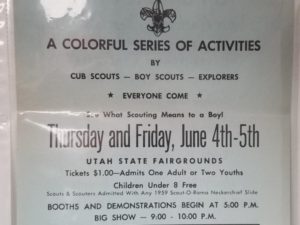 A COLORFUL SERIES OF ACTIVITIES
BY
CUB SCOUTS — BOY SCOUTS — EXPLORERS
★ EVERYONE COME ★
See What Scouting Means to a Boy!
Thursday and Friday, June 4th-5th
UTAH STATE FAIRGROUNDS
Tickets $1.00—Admits One Adult or Two Youths
Children Under 8 Free
Scouts & Scouters Admitted With Any 1959 Scout-O-Rama Neckerchief Slide
BOOTHS AND DEMONSTRATIONS BEGIN AT 5:00 P.M.
BIG SHOW — 9:00 - 10:00 P.M.